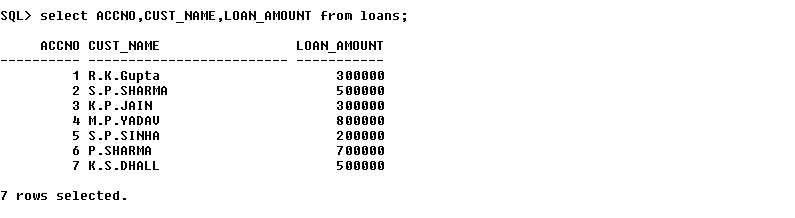 SQL> select ACCNO,CUST_NAME,LOAN_AMOUNT from loans;
ACCNO CUST_NAME LOAN_AMOUNT
---------- ------------------------- -----------
1 R.K.Gupta 300000
2 S.P.SHARMA 500000
3 K.P.JAIN 300000
4 M.P.YADAV 800000
5 S.P.SINHA 200000
6 P.SHARMA 700000
7 K.S.DHALL 500000
7 rows selected.